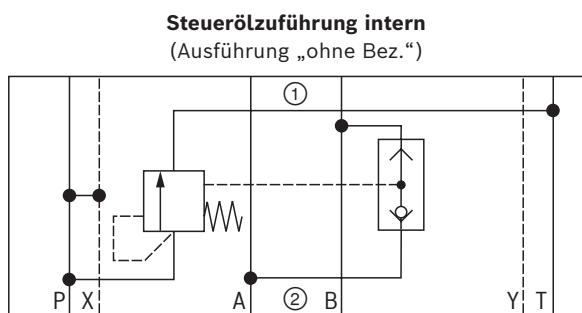 Steuerölzuführung intern
(Ausführung „ohne Bez.“)
①
P X A ② B Y T